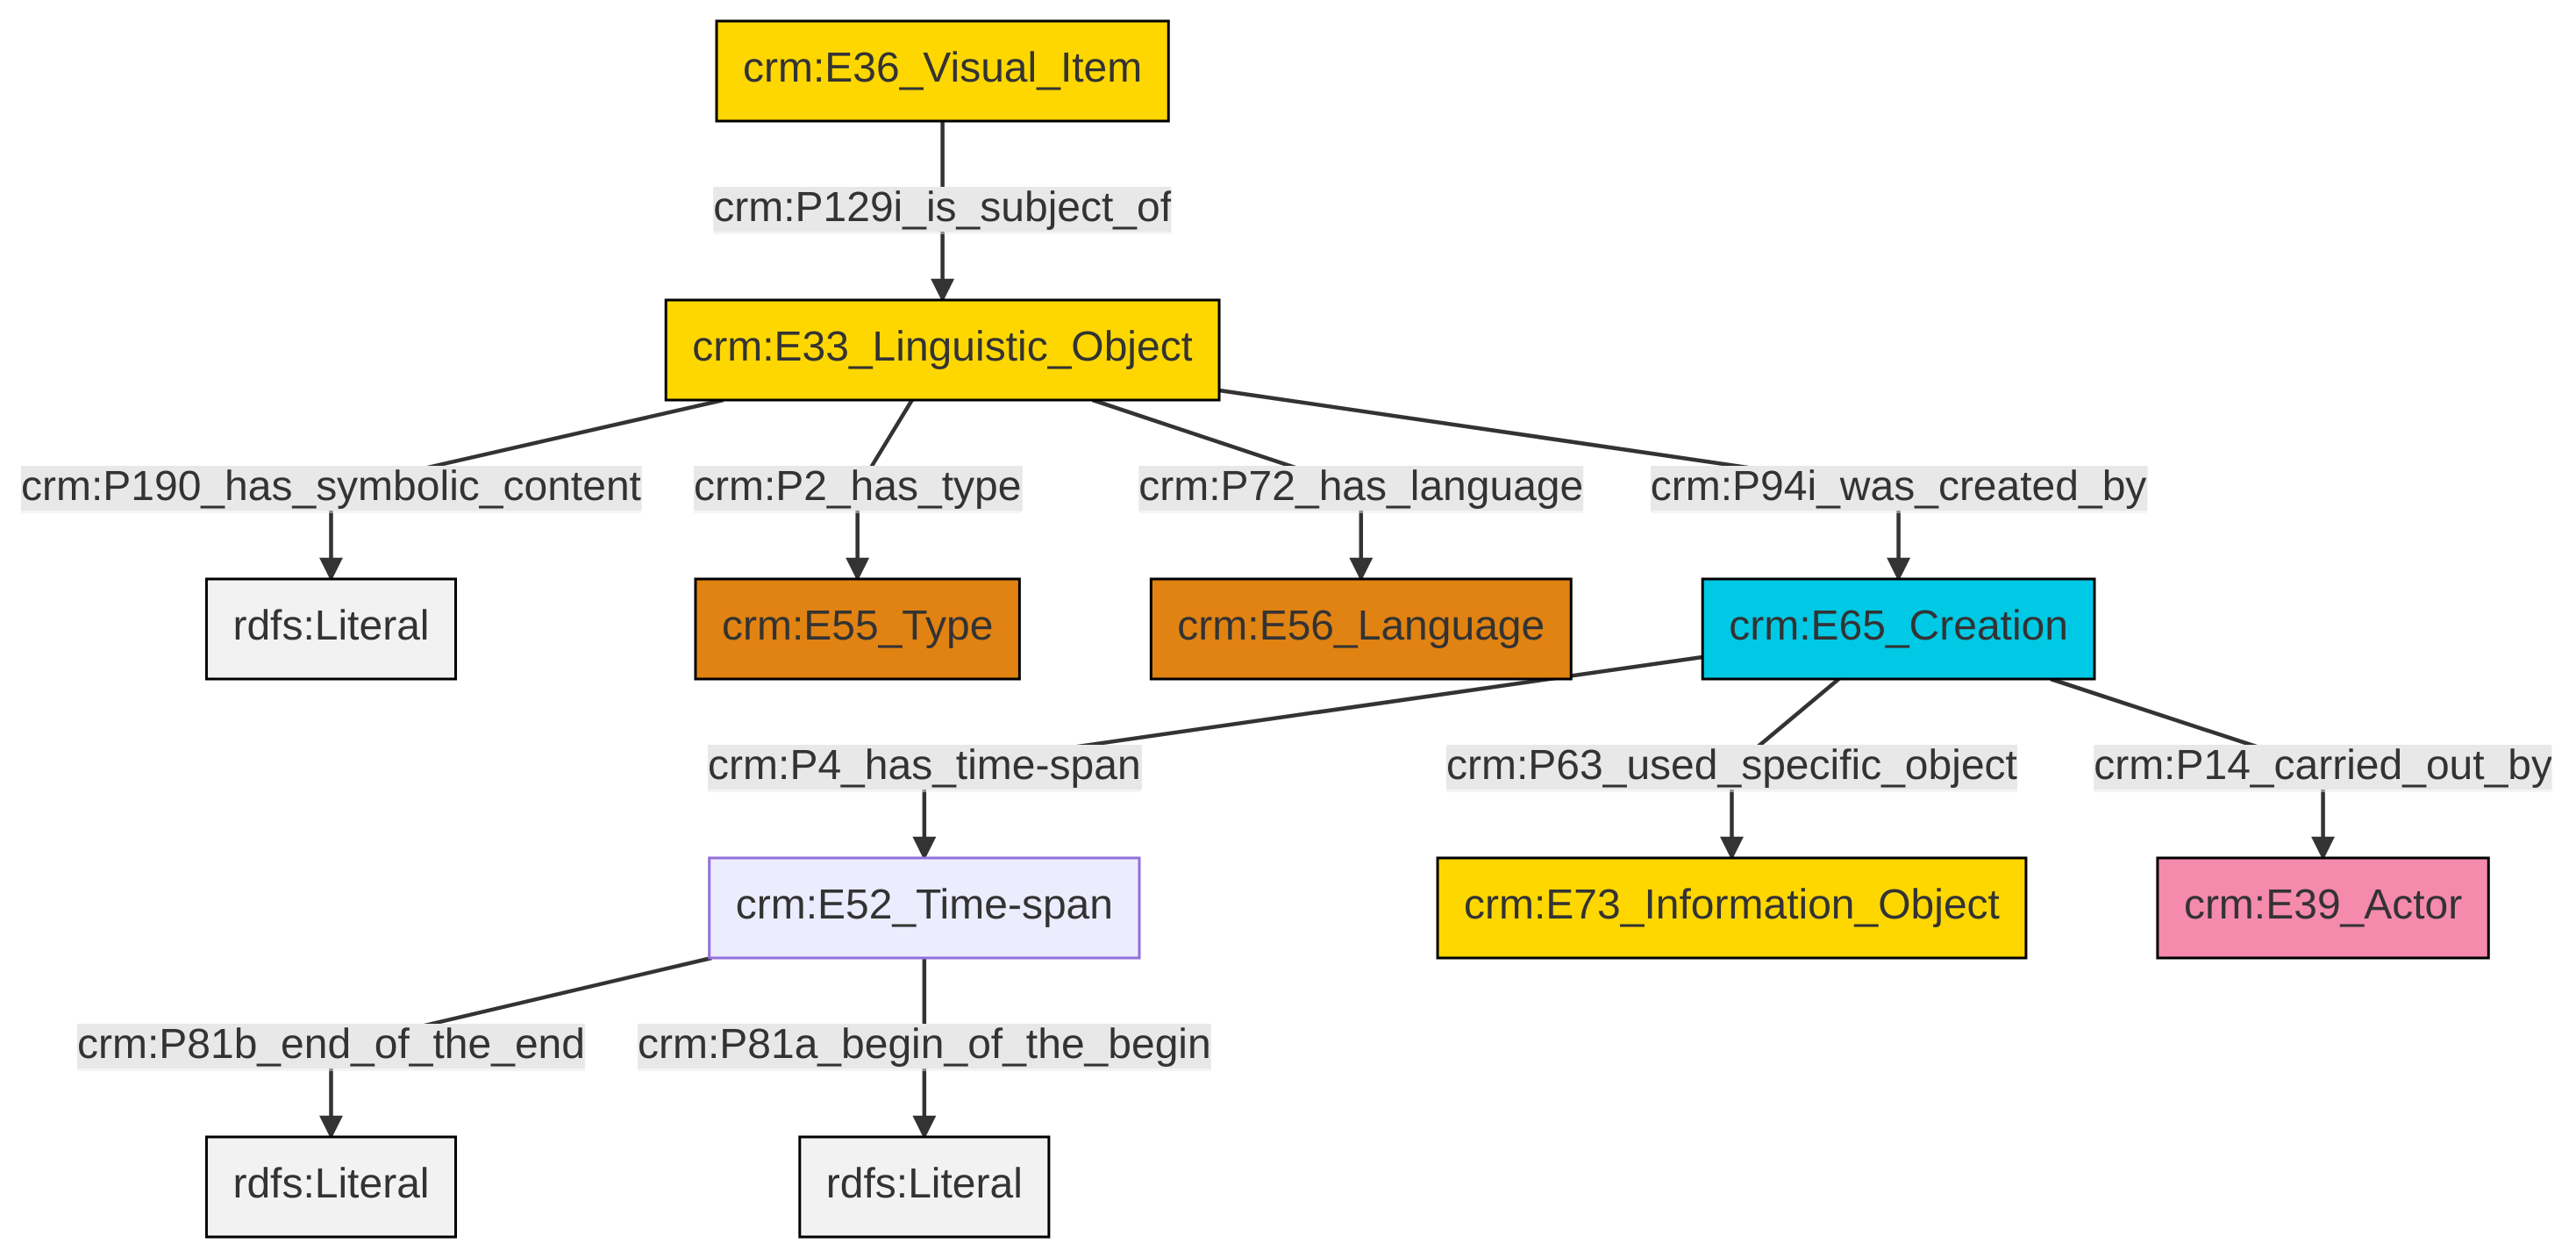 crm:E36_Visual_Item
crm:P129i_is_subject_of
crm:E33_Linguistic_Object
crm:P190_has_symbolic_content
crm:P2_has_type
crm:P72_has_language
crm:P94i_was_created_by
rdfs:Literal
crm:E55_Type
crm:E56_Language
crm:E65_Creation
crm:P4_has_time-span
crm:P63_used_specific_object
crm:P14_carried_out_by
crm:E52_Time-span
crm:E73_Information_Object
crm:E39_Actor
crm:P81b_end_of_the_end
crm:P81a_begin_of_the_begin
rdfs:Literal
rdfs:Literal